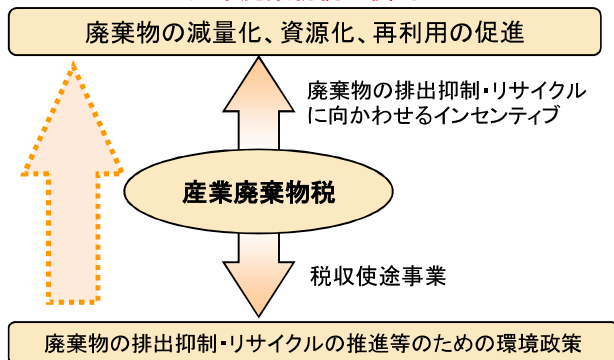 廃棄物の減量化、資源化、再利用の促進
廃棄物の排出抑制・リサイクル
に向かわせるインセンティブ
産業廃棄物税
税収使途事業
廃棄物の排出抑制・リサイクルの推進等のための環境政策